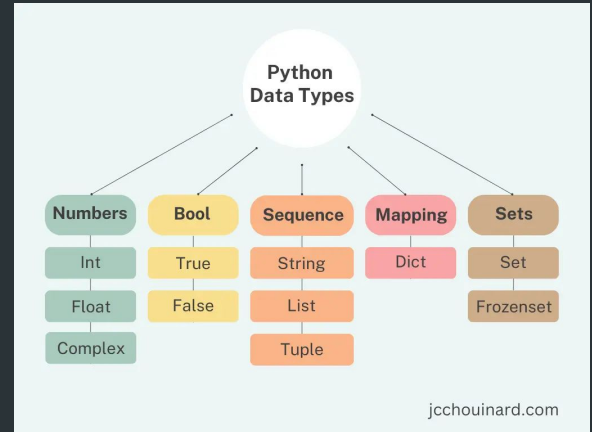 Python
Data Types
Numbers
Bool
Sequence
Mapping
Sets
Int
True
String
Dict
Set
Float
False
List
Frozenset
Complex
Tuple
jcchouinard.com